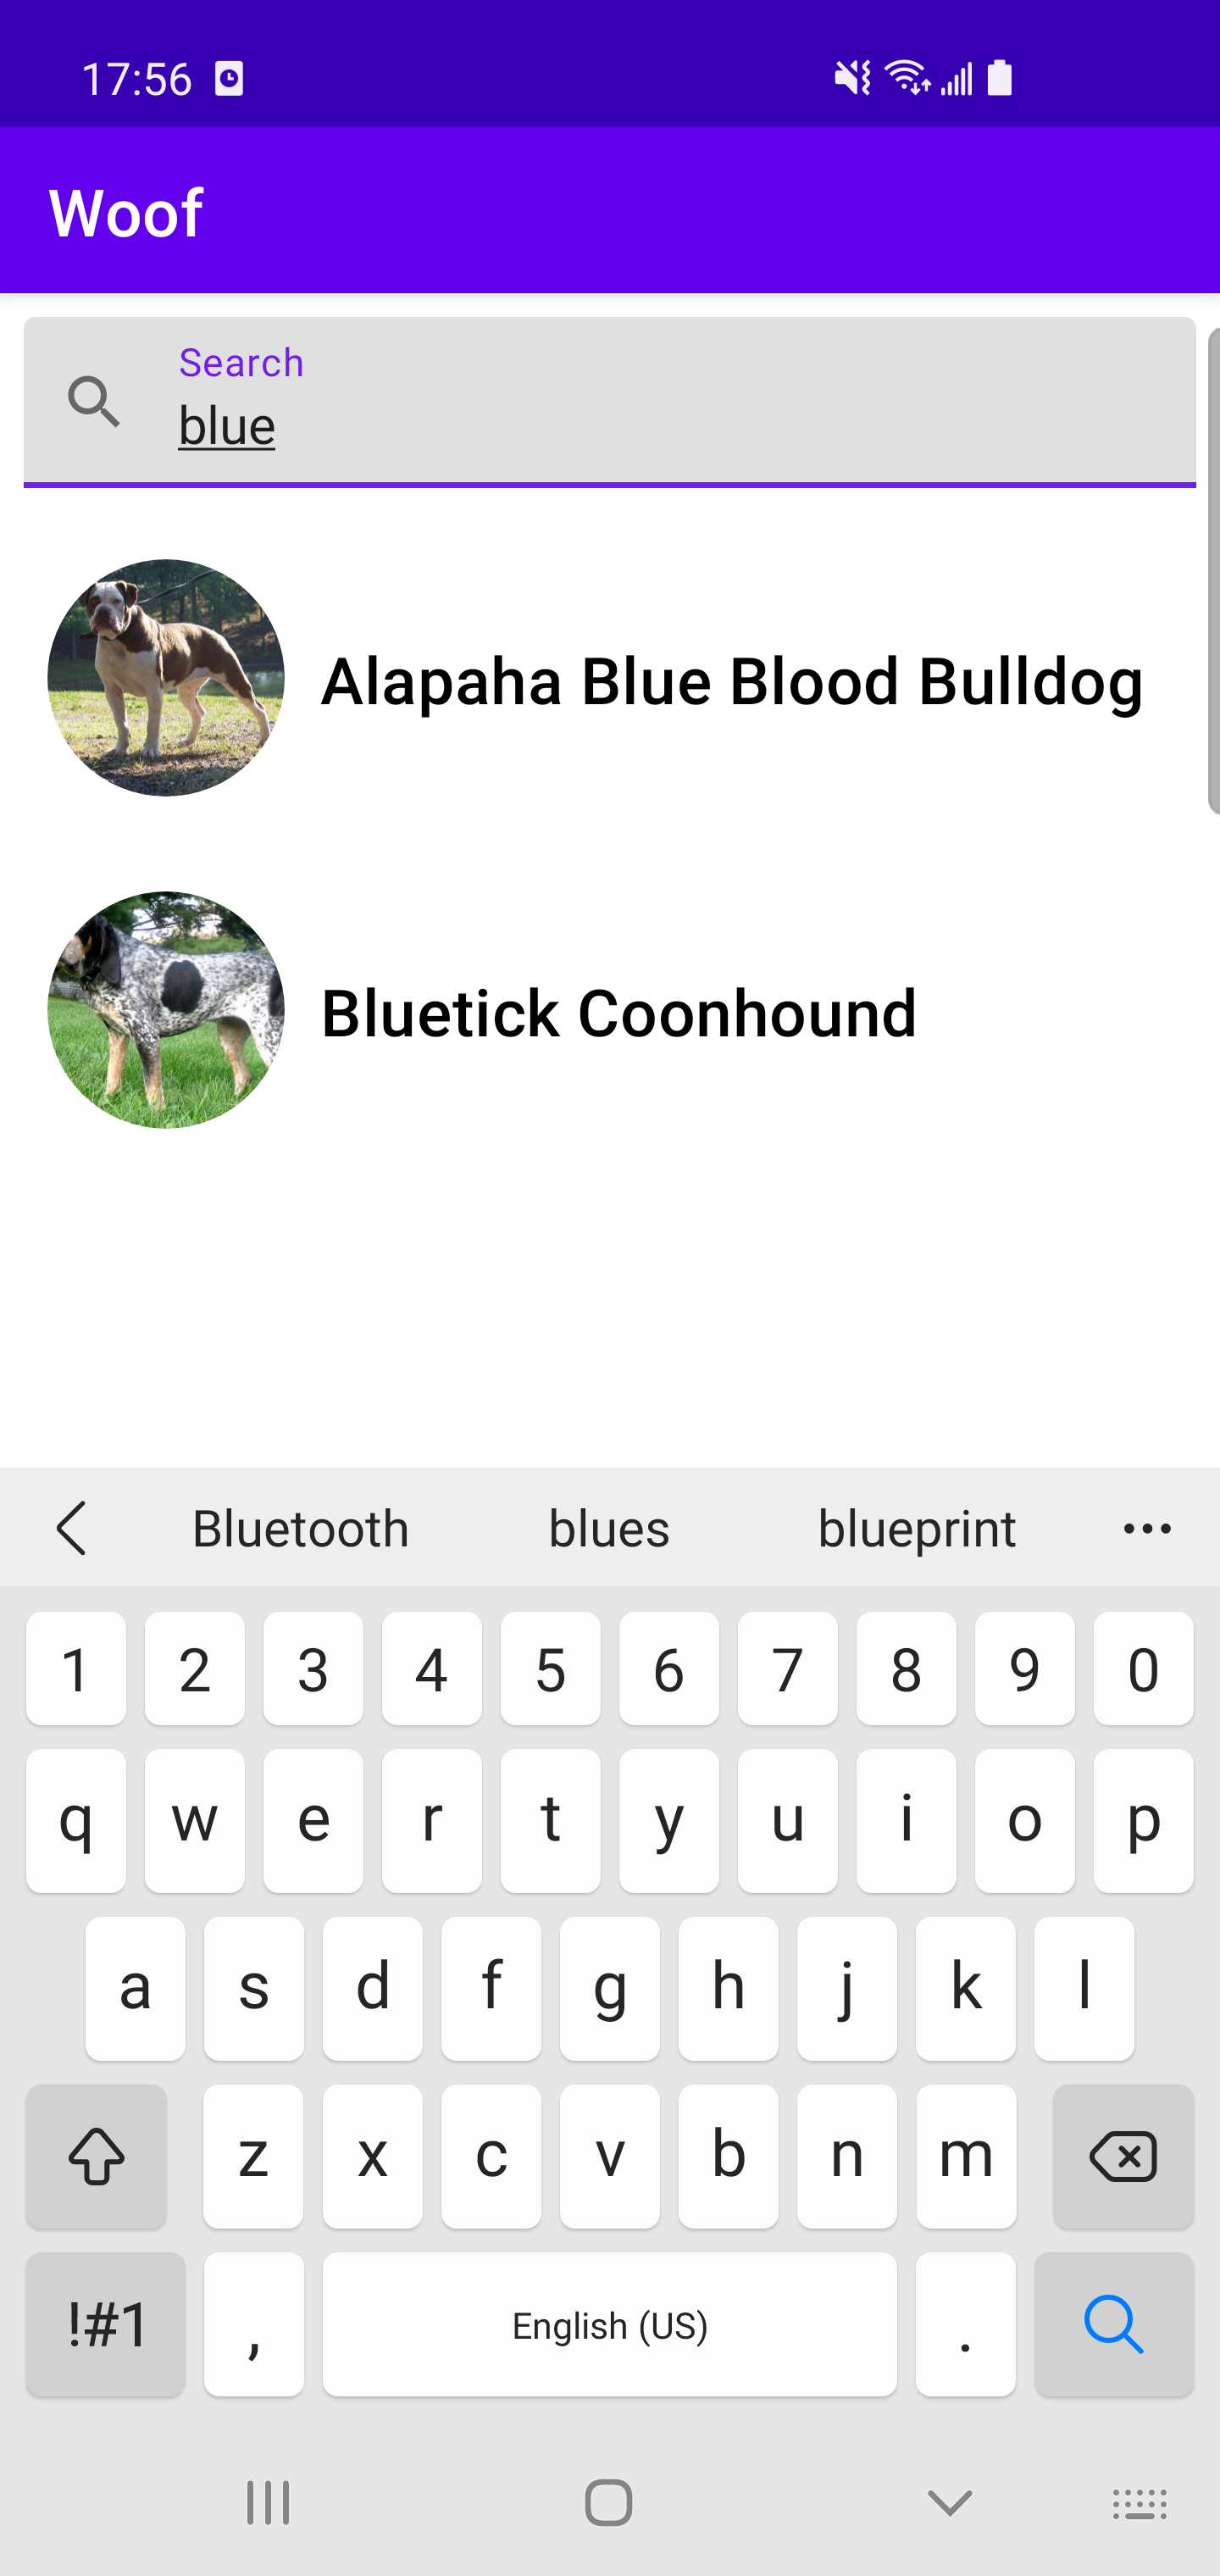 17:56
Woof
Search
blue
Alapaha Blue Blood Bulldog
Bluetick Coonhound
Bluetooth blues blueprint
1 2 3 4 5 6 7 8 9 0
q w e r t y u i o p
a s d f g h j k l
z x c v b n m
!#1 , English (US) .